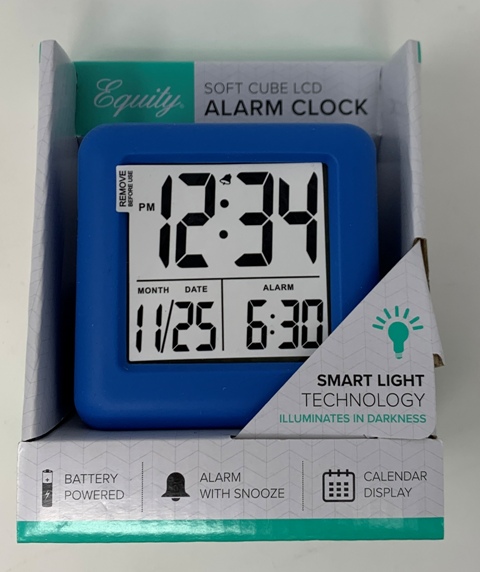 Equity
SOFT CUBE LCD
ALARM CLOCK
REMOVE
BEFORE USE
PM 12:34
MONTH DATE ALARM
11/25 6:30
SMART LIGHT
TECHNOLOGY
ILLUMINATES IN DARKNESS
BATTERY
POWERED
ALARM
WITH SNOOZE
CALENDAR
DISPLAY